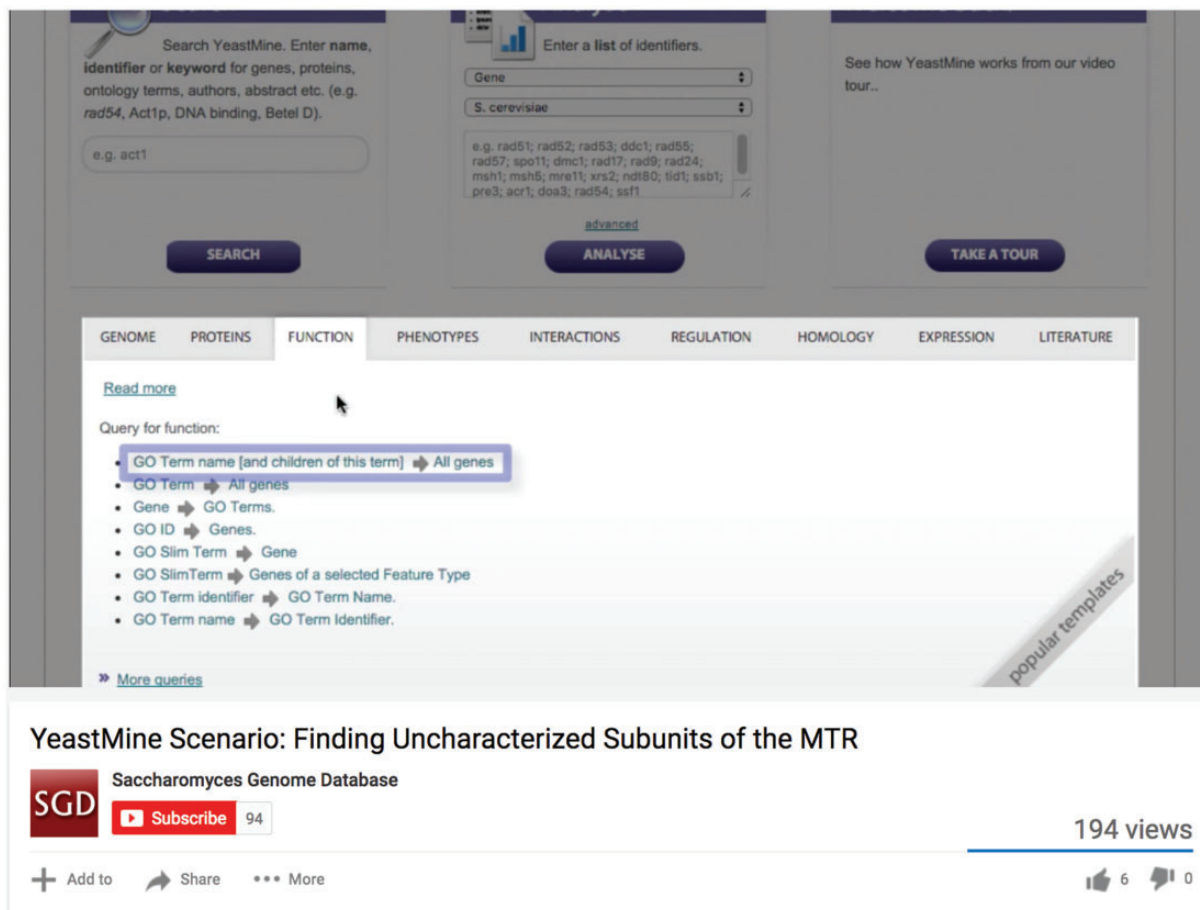 Search YeastMine. Enter name,
identifier or keyword for genes, proteins,
ontology terms, authors, abstract etc. (e.g.
rad54, Act1p, DNA binding, Betel D).
e.g. act1
SEARCH
Enter a list of identifiers.
Gene
S. cerevisiae
e.g. rad51; rad52; rad53; ddc1; rad55;
rad57; spo11; dmc1; rad17; rad9; rad24;
msh1; msh5; mre11; xrs2; ndt80; tid1; ssb1;
pre3; acr1; doa3; rad54; ssf1
advanced
ANALYSE
See how YeastMine works from our video
tour..
TAKE A TOUR
GENOME PROTEINS FUNCTION PHENOTYPES INTERACTIONS REGULATION HOMOLOGY EXPRESSION LITERATURE
Read more
Query for function:
• GO Term name [and children of this term] ➡ All genes
• GO Term ➡ All genes
• Gene ➡ GO Terms.
• GO ID ➡ Genes.
• GO Slim Term ➡ Gene
• GO SlimTerm ➡ Genes of a selected Feature Type
• GO Term identifier ➡ GO Term Name.
• GO Term name ➡ GO Term Identifier.
popular templates
» More queries
YeastMine Scenario: Finding Uncharacterized Subunits of the MTR
SGD
Saccharomyces Genome Database
Subscribe 94
194 views
Add to Share ••• More 6 0